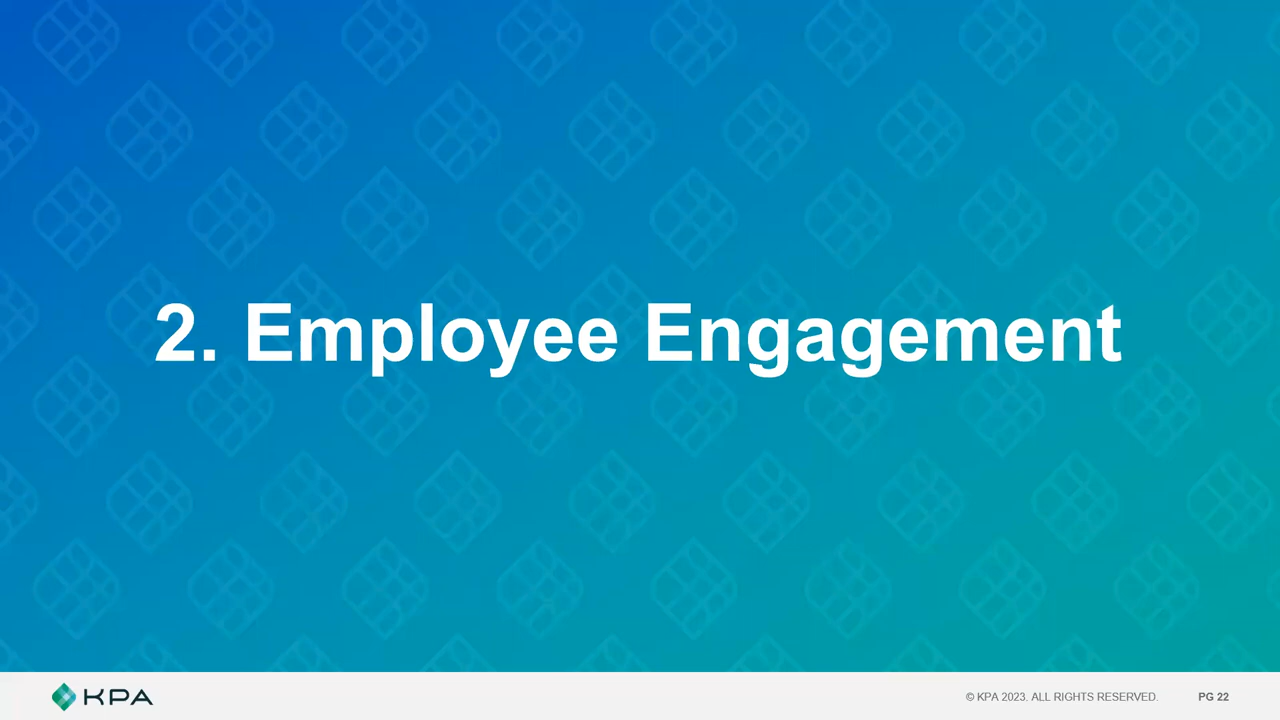 2. Employee Engagement
KPA
© KPA 2023. ALL RIGHTS RESERVED.
PG 22